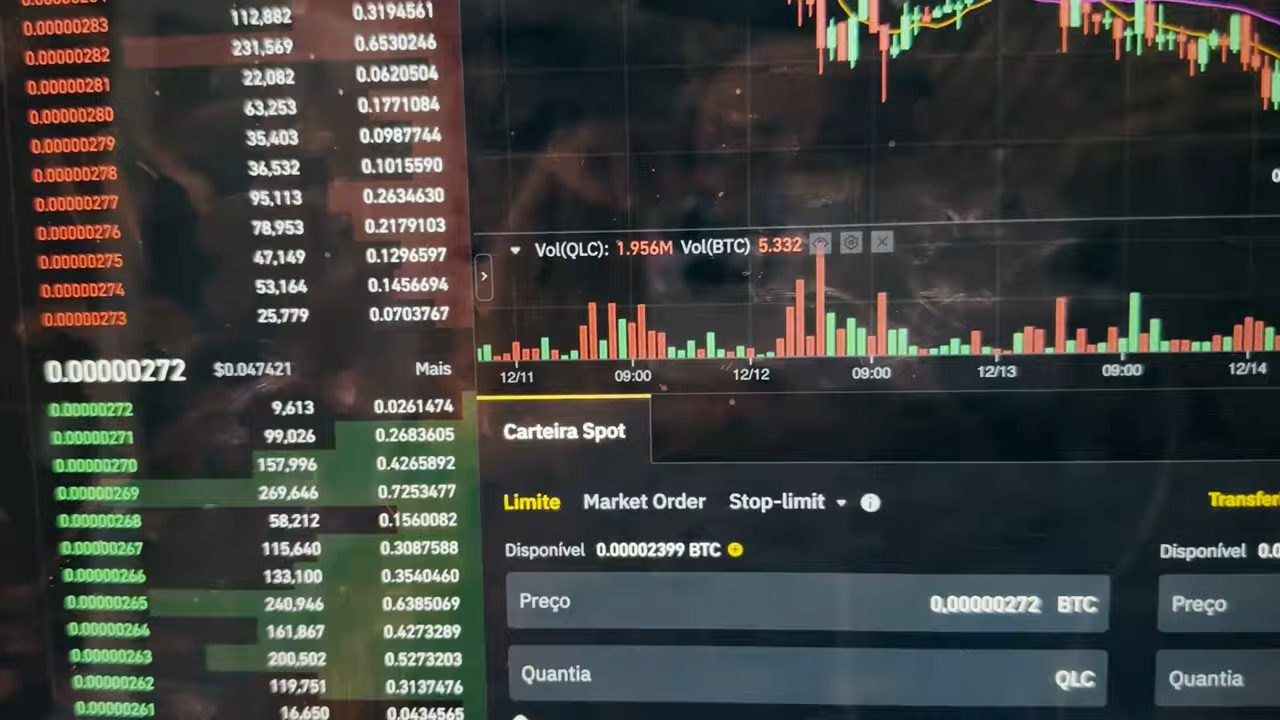 0.00000283 112,882 0.3194561
0.00000282 231,569 0.6530246
0.00000281 22,082 0.0620504
0.00000280 63,253 0.1771084
0.00000279 35,403 0.0987744
0.00000278 36,532 0.1015590
0.00000277 95,113 0.2634630
0.00000276 78,953 0.2179103
0.00000275 47,149 0.1296597
0.00000274 53,164 0.1456694
0.00000273 25,779 0.0703767
0.00000272 $0.047421 Mais
0.00000272 9,613 0.0261474
0.00000271 99,026 0.2683605
0.00000270 157,996 0.4265892
0.00000269 269,646 0.7253477
0.00000268 58,212 0.1560082
0.00000267 115,640 0.3087588
0.00000266 133,100 0.3540460
0.00000265 240,946 0.6385069
0.00000264 161,867 0.4273289
0.00000263 200,502 0.5273203
0.00000262 119,751 0.3137476
0.00000261 16,650 0.0434565
Vol(QLC): 1.956M Vol(BTC) 5.332
12/11 09:00 12/12 09:00 12/13 09:00 12/14
Carteira Spot
Limite Market Order Stop-limit
Transfer
Disponível 0.00002399 BTC
Disponível 0.0
Preço 0,00000272 BTC
Preço
Quantia QLC
Quantia